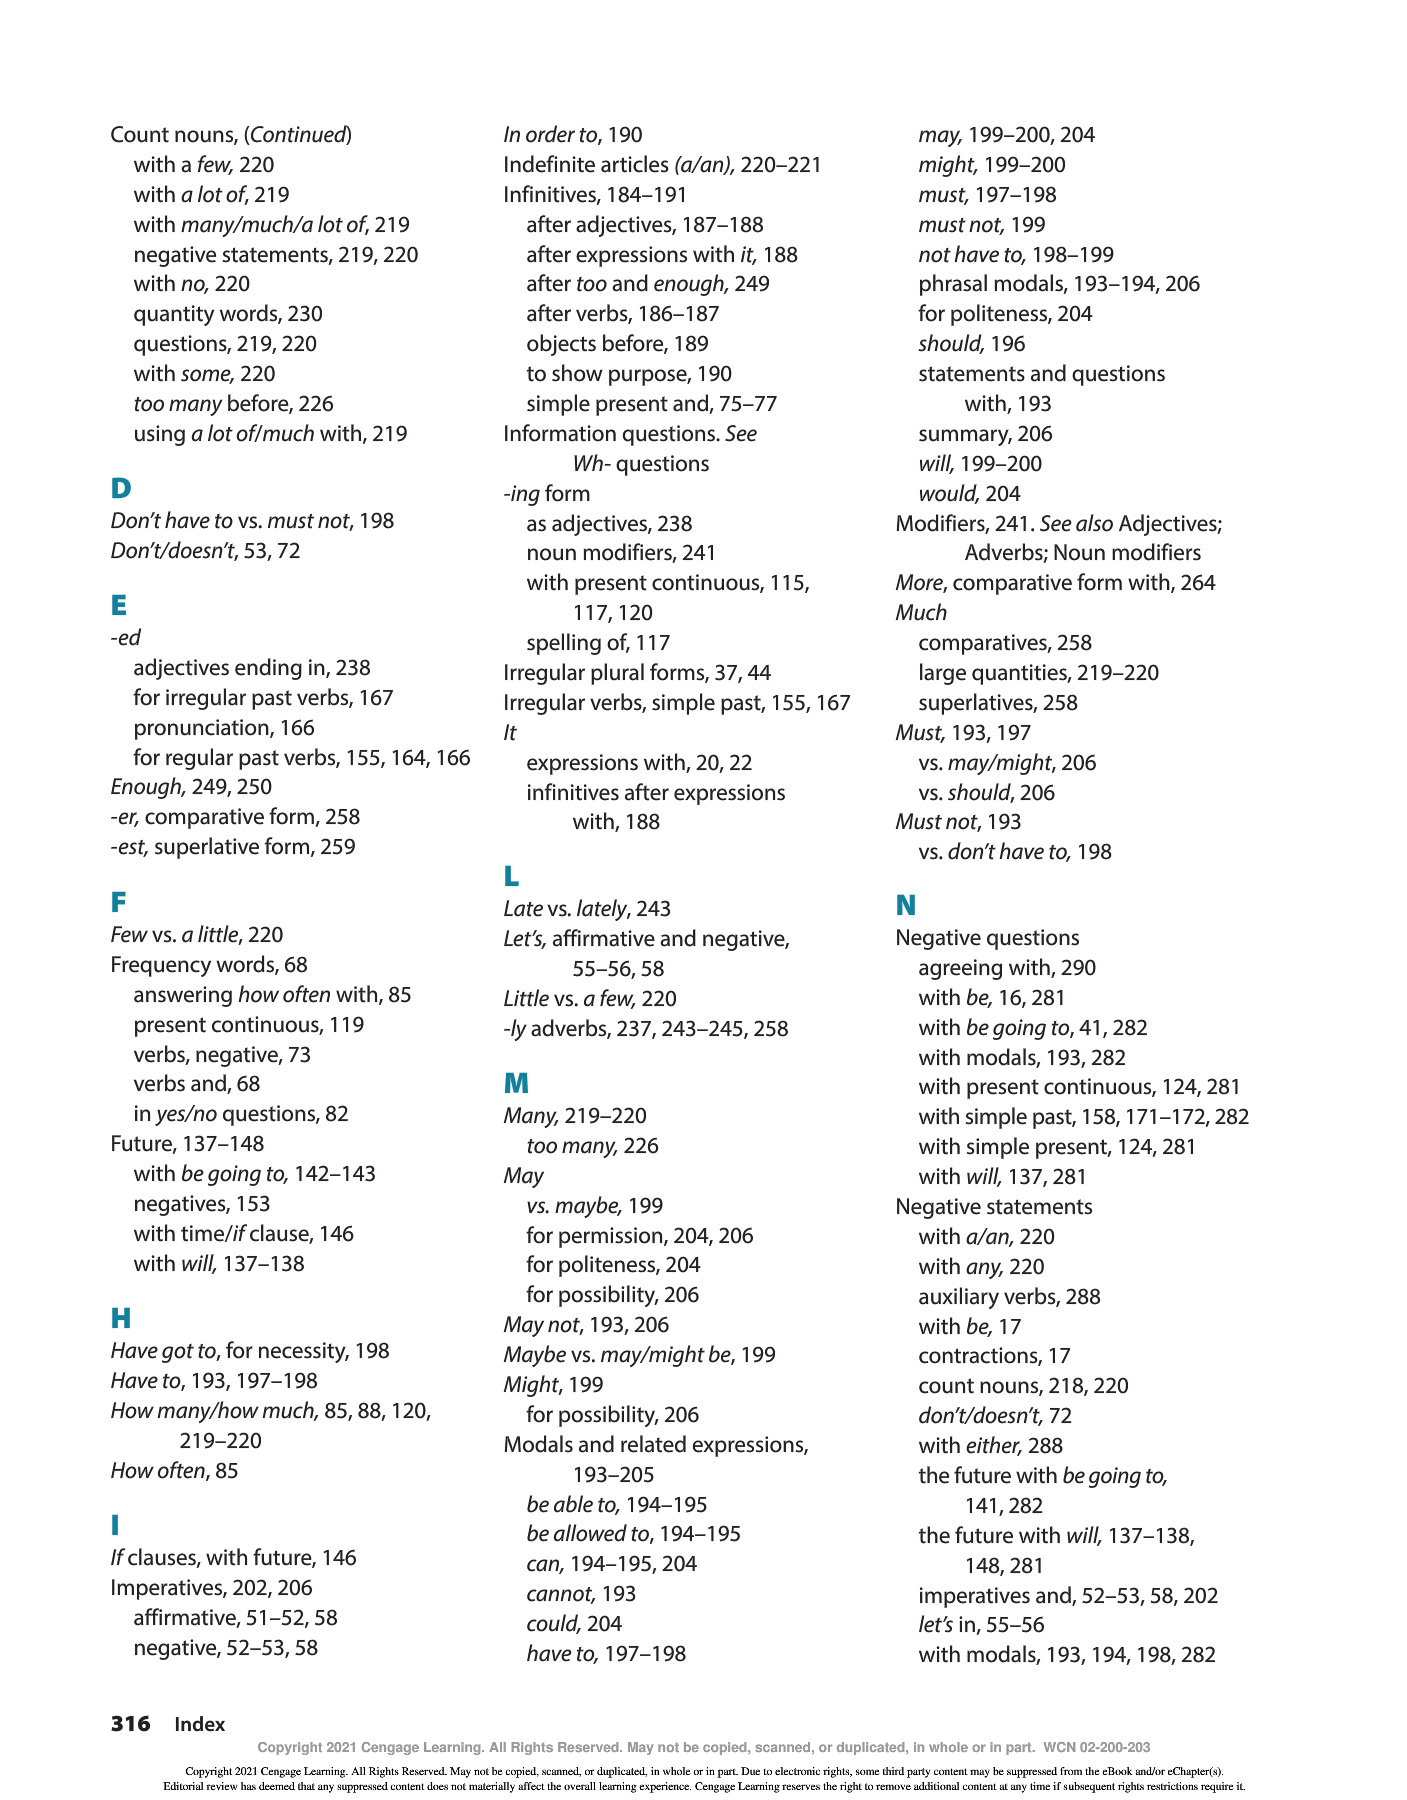 Count nouns, (Continued)
with a few, 220
with a lot of, 219
with many/much/a lot of, 219
negative statements, 219, 220
with no, 220
quantity words, 230
questions, 219, 220
with some, 220
too many before, 226
using a lot of/much with, 219
D
Don't have to vs. must not, 198
Don't/doesn't, 53, 72
E
-ed
adjectives ending in, 238
for irregular past verbs, 167
pronunciation, 166
for regular past verbs, 155, 164, 166
Enough, 249, 250
-er, comparative form, 258
-est, superlative form, 259
F
Few vs. a little, 220
Frequency words, 68
answering how often with, 85
present continuous, 119
verbs, negative, 73
verbs and, 68
in yes/no questions, 82
Future, 137–148
with be going to, 142–143
negatives, 153
with time/if clause, 146
with will, 137–138
H
Have got to, for necessity, 198
Have to, 193, 197–198
How many/how much, 85, 88, 120,
219–220
How often, 85
I
If clauses, with future, 146
Imperatives, 202, 206
affirmative, 51–52, 58
negative, 52–53, 58
In order to, 190
Indefinite articles (a/an), 220–221
Infinitives, 184–191
after adjectives, 187–188
after expressions with it, 188
after too and enough, 249
after verbs, 186–187
objects before, 189
to show purpose, 190
simple present and, 75–77
Information questions. See
Wh- questions
-ing form
as adjectives, 238
noun modifiers, 241
with present continuous, 115,
117, 120
spelling of, 117
Irregular plural forms, 37, 44
Irregular verbs, simple past, 155, 167
It
expressions with, 20, 22
infinitives after expressions
with, 188
L
Late vs. lately, 243
Let's, affirmative and negative,
55–56, 58
Little vs. a few, 220
-ly adverbs, 237, 243–245, 258
M
Many, 219–220
too many, 226
May
vs. maybe, 199
for permission, 204, 206
for politeness, 204
for possibility, 206
May not, 193, 206
Maybe vs. may/might be, 199
Might, 199
for possibility, 206
Modals and related expressions,
193–205
be able to, 194–195
be allowed to, 194–195
can, 194–195, 204
cannot, 193
could, 204
have to, 197–198
may, 199–200, 204
might, 199–200
must, 197–198
must not, 199
not have to, 198–199
phrasal modals, 193–194, 206
for politeness, 204
should, 196
statements and questions
with, 193
summary, 206
will, 199–200
would, 204
Modifiers, 241. See also Adjectives;
Adverbs; Noun modifiers
More, comparative form with, 264
Much
comparatives, 258
large quantities, 219–220
superlatives, 258
Must, 193, 197
vs. may/might, 206
vs. should, 206
Must not, 193
vs. don't have to, 198
N
Negative questions
agreeing with, 290
with be, 16, 281
with be going to, 41, 282
with modals, 193, 282
with present continuous, 124, 281
with simple past, 158, 171–172, 282
with simple present, 124, 281
with will, 137, 281
Negative statements
with a/an, 220
with any, 220
auxiliary verbs, 288
with be, 17
contractions, 17
count nouns, 218, 220
don't/doesn't, 72
with either, 288
the future with be going to,
141, 282
the future with will, 137–138,
148, 281
imperatives and, 52–53, 58, 202
let's in, 55–56
with modals, 193, 194, 198, 282
316 Index
Copyright 2021 Cengage Learning. All Rights Reserved. May not be copied, scanned, or duplicated, in whole or in part. WCN 02-200-203
Copyright 2021 Cengage Learning. All Rights Reserved. May not be copied, scanned, or duplicated, in whole or in part. Due to electronic rights, some third party content may be suppressed from the eBook and/or eChapter(s).
Editorial review has deemed that any suppressed content does not materially affect the overall learning experience. Cengage Learning reserves the right to remove additional content at any time if subsequent rights restrictions require it.